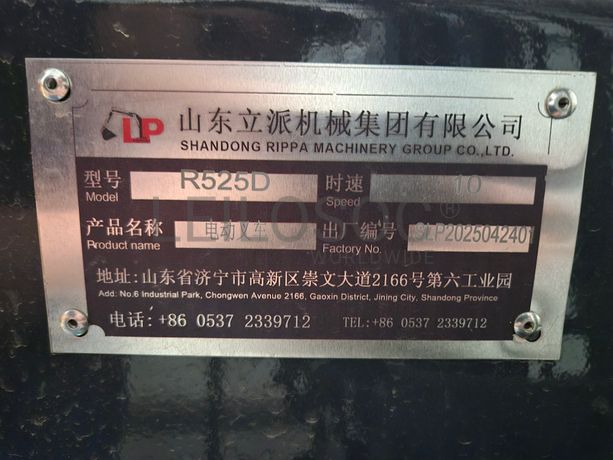 LP 山东立派机械集团有限公司
SHANDONG RIPPA MACHINERY GROUP CO.,LTD.
型号 R525D 时速 10
Model Speed
产品名称 电动叉车 出厂编号 SLP2025042401
Product name Factory No.
LEILOSOC®
WORLDWIDE
地址:山东省济宁市高新区崇文大道2166号第六工业园
Add: No.6 Industrial Park, Chongwen Avenue 2166, Gaoxin District, Jining City, Shandong Province
电话: +86 0537 2339712 TEL:+86 0537 2339712